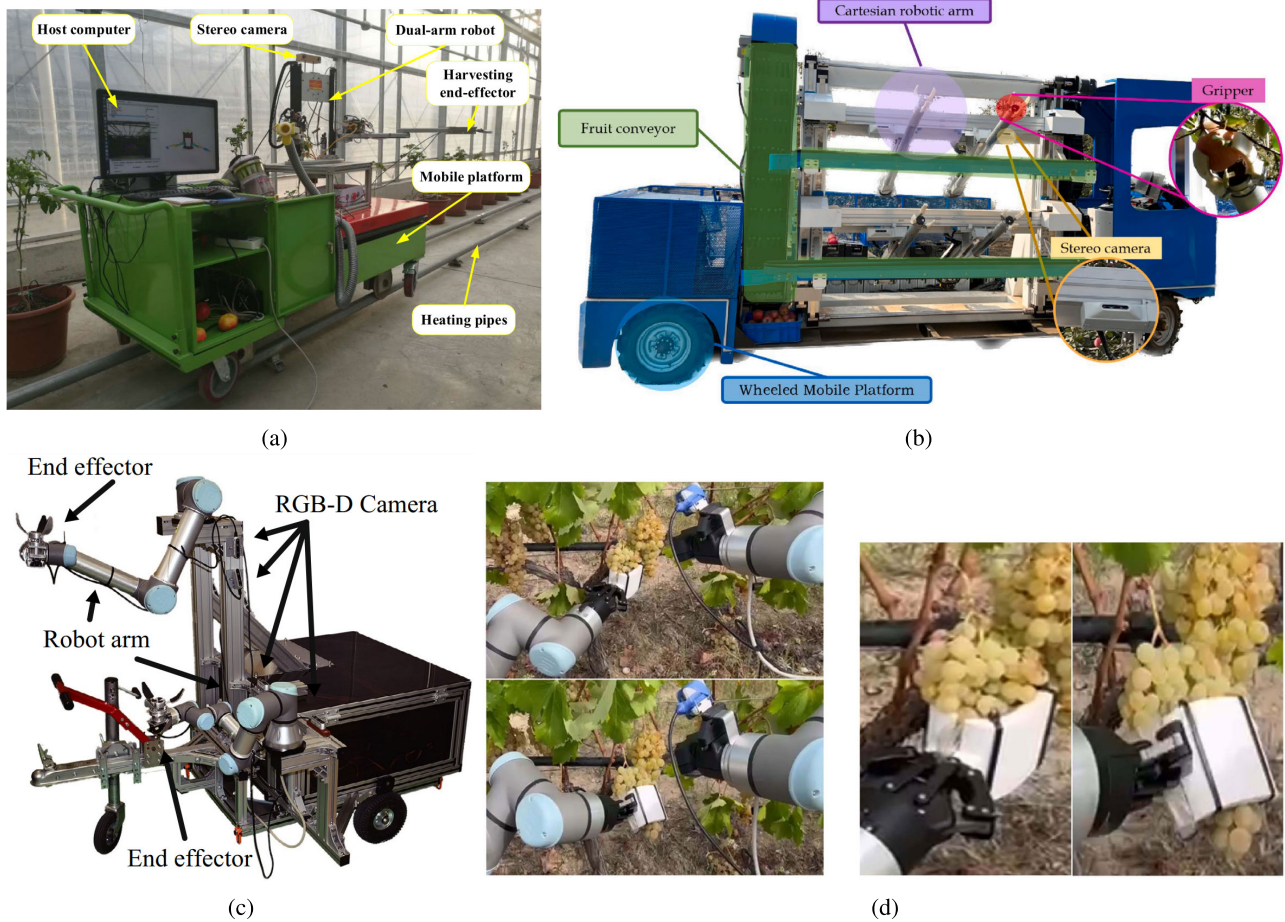 Host computer
Stereo camera
Dual-arm robot
Harvesting
end-effector
Mobile platform
Heating pipes
(a)
Cartesian robotic arm
Gripper
Fruit conveyor
Stereo camera
Wheeled Mobile Platform
(b)
End effector
RGB-D Camera
Robot arm
End effector
(c)
(d)